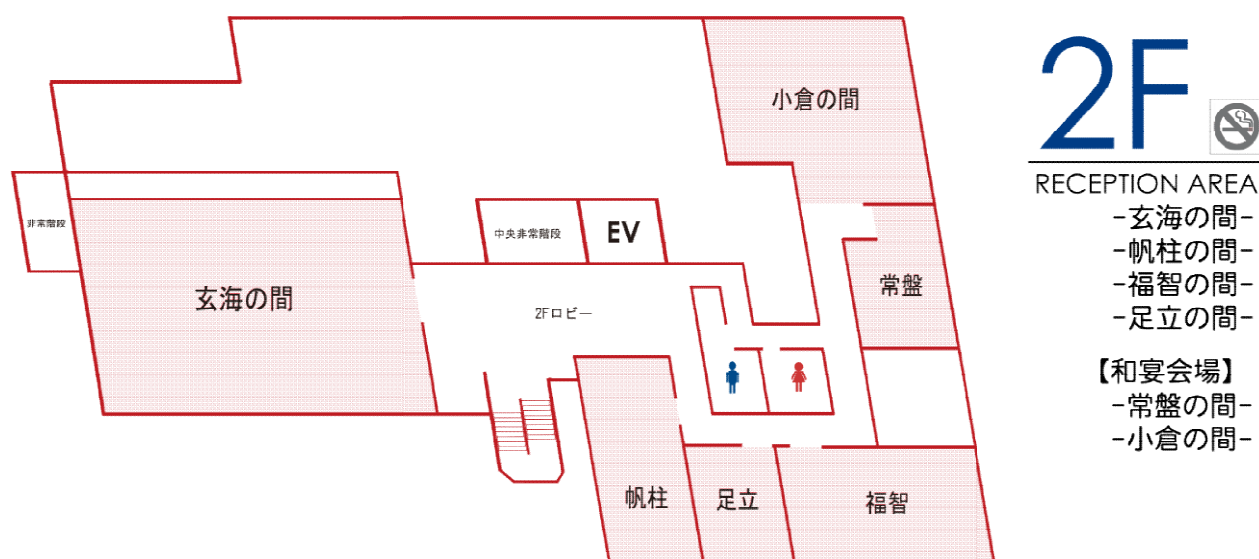 小倉の間
非常階段
中央非常階段
EV
玄海の間
常盤
2Fロビー
帆柱
足立
福智
2F
RECEPTION AREA
-玄海の間-
-帆柱の間-
-福智の間-
-足立の間-
【和宴会場】
-常盤の間-
-小倉の間-